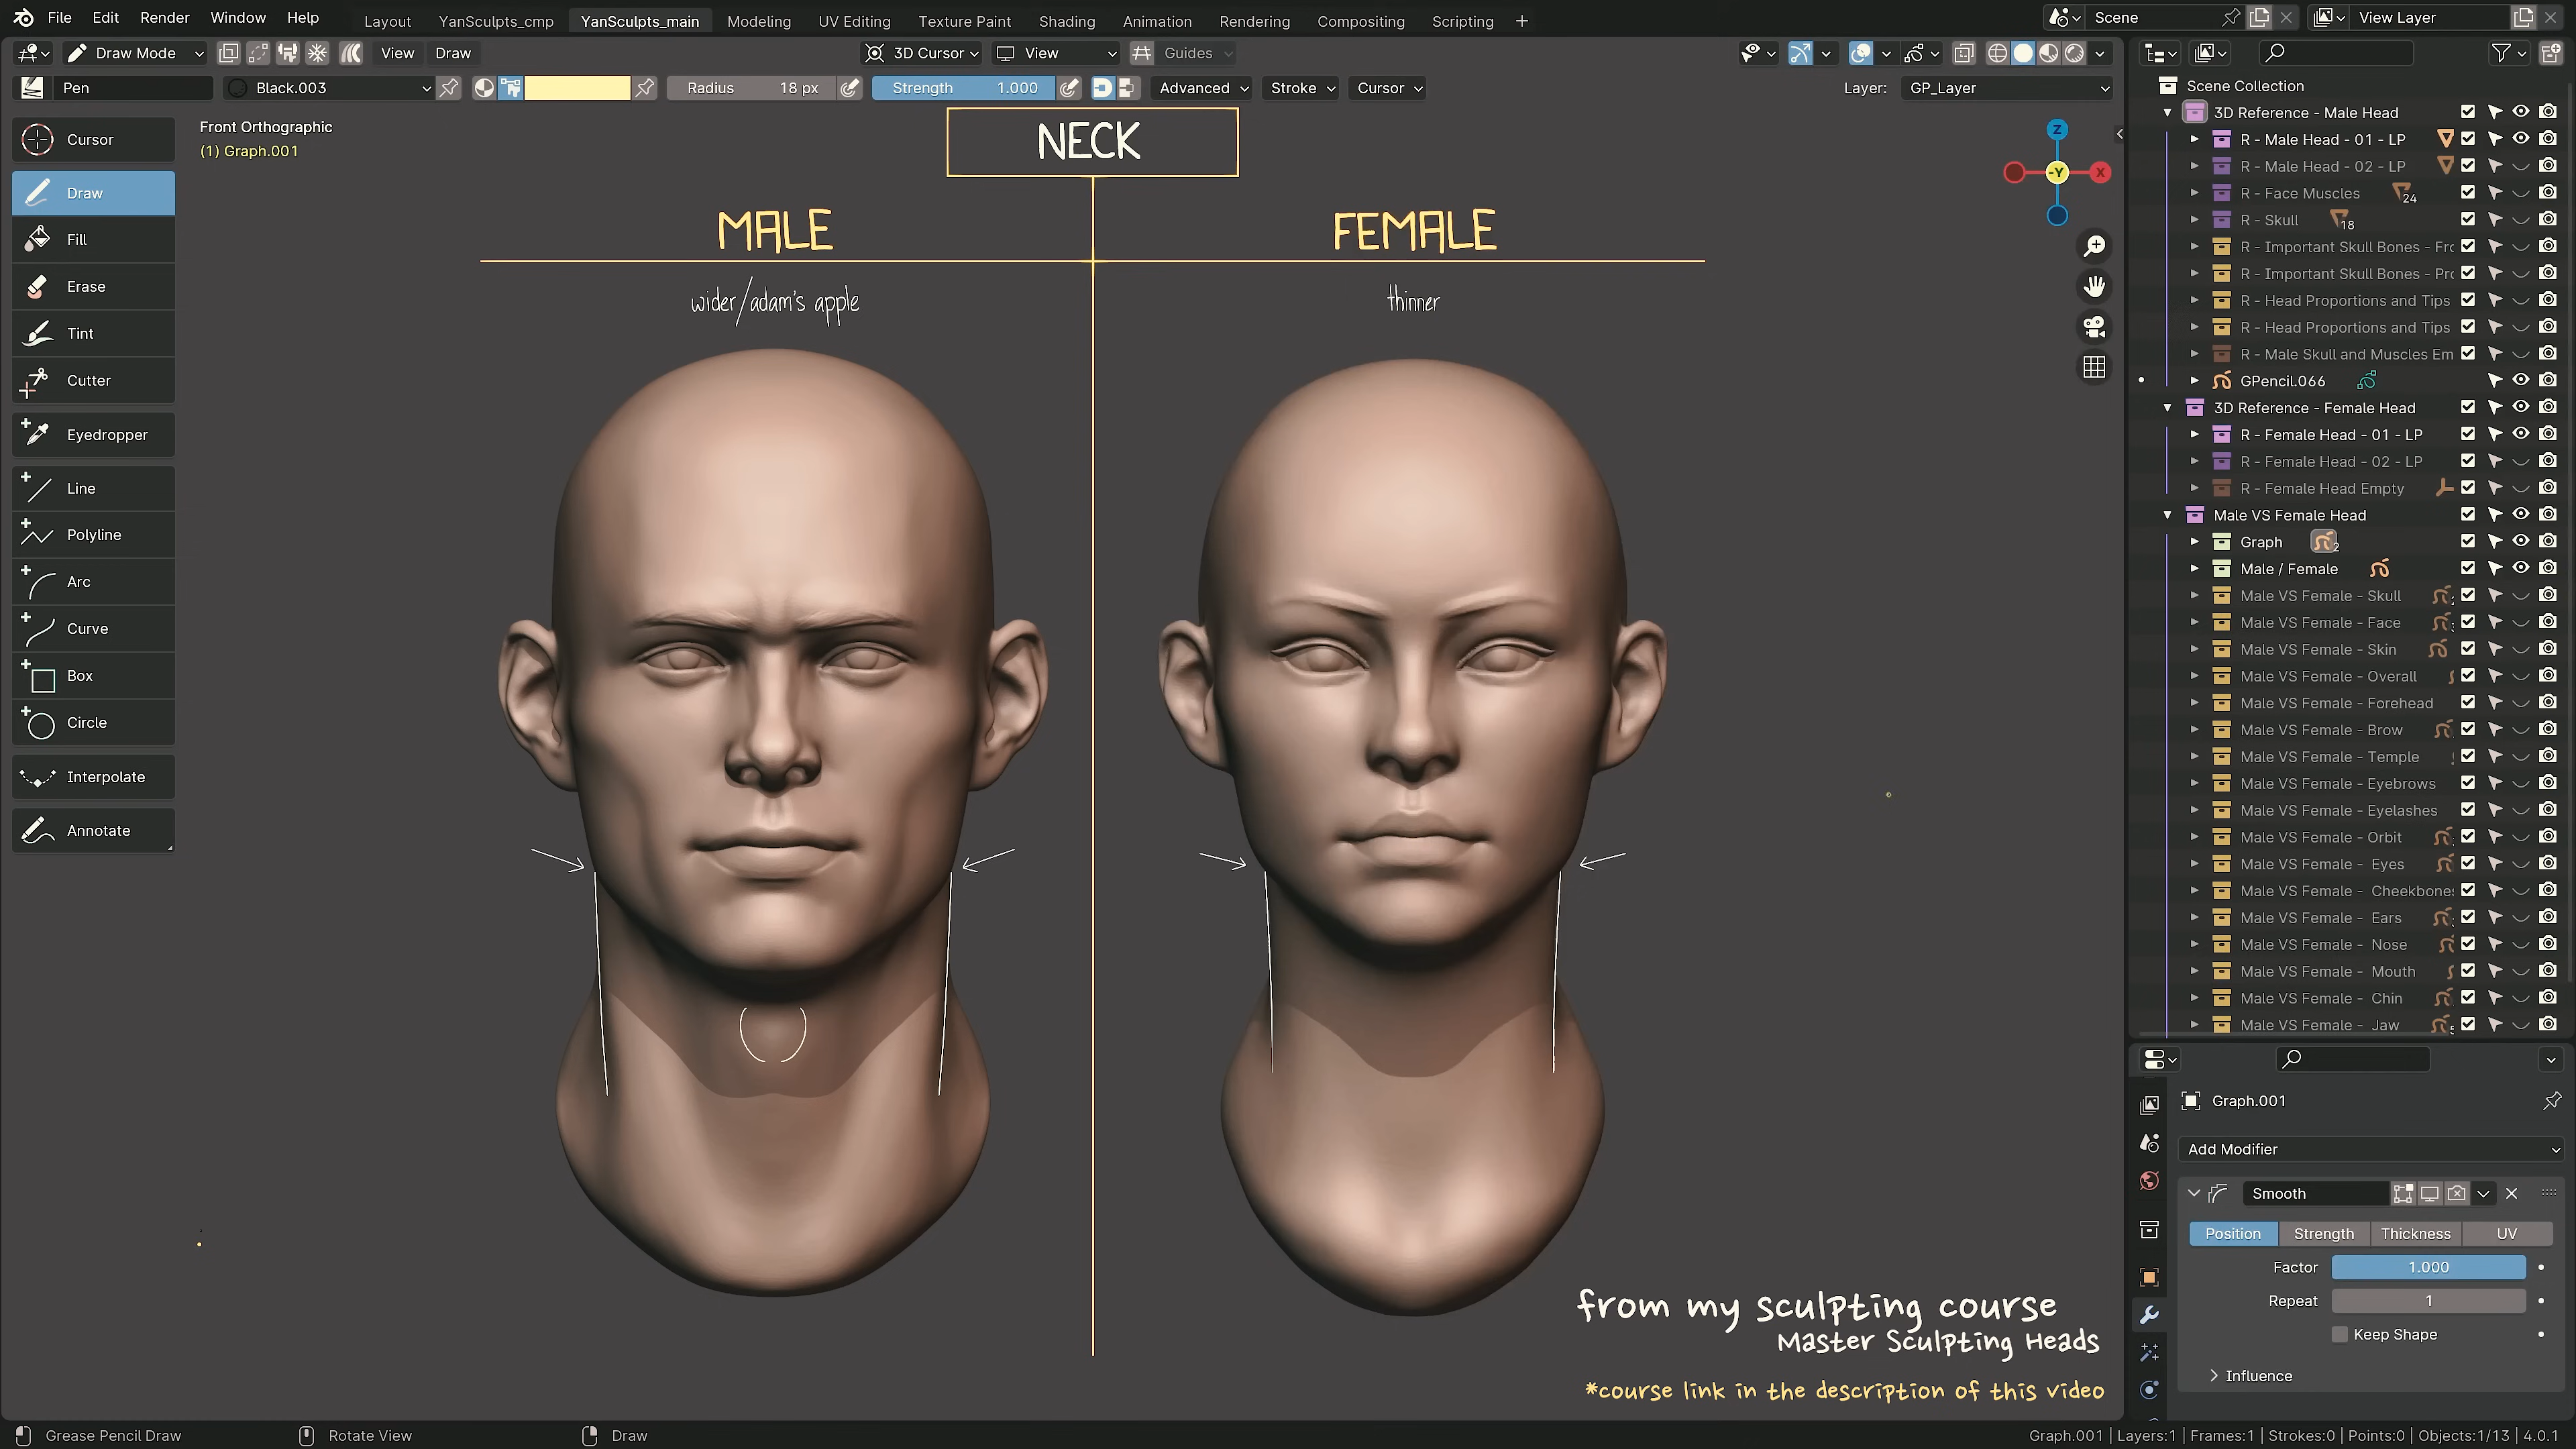 File Edit Render Window Help Layout YanSculpts_cmp YanSculpts_main Modeling UV Editing Texture Paint Shading Animation Rendering Compositing Scripting Scene View Layer
Draw Mode View Draw 3D Cursor View Guides
Pen Black.003 Radius 18 px Strength 1.000 Advanced Stroke Cursor Layer: GP_Layer
Front Orthographic
(1) Graph.001
NECK
MALE
FEMALE
wider/adam's apple
thinner
Z
-Y
X
Cursor
Draw
Fill
Erase
Tint
Cutter
Eyedropper
Line
Polyline
Arc
Curve
Box
Circle
Interpolate
Annotate
from my sculpting course
Master Sculpting Heads
*course link in the description of this video
Scene Collection
3D Reference - Male Head
R - Male Head - 01 - LP
R - Male Head - 02 - LP
R - Face Muscles 24
R - Skull 18
R - Important Skull Bones - Fro
R - Important Skull Bones - Pro
R - Head Proportions and Tips
R - Head Proportions and Tips
R - Male Skull and Muscles Em
GPencil.066
3D Reference - Female Head
R - Female Head - 01 - LP
R - Female Head - 02 - LP
R - Female Head Empty
Male VS Female Head
Graph 2
Male / Female
Male VS Female - Skull
Male VS Female - Face
Male VS Female - Skin
Male VS Female - Overall
Male VS Female - Forehead
Male VS Female - Brow
Male VS Female - Temple
Male VS Female - Eyebrows
Male VS Female - Eyelashes
Male VS Female - Orbit
Male VS Female - Eyes
Male VS Female - Cheekbones
Male VS Female - Ears
Male VS Female - Nose
Male VS Female - Mouth
Male VS Female - Chin
Male VS Female - Jaw
Graph.001
Add Modifier
Smooth
Position Strength Thickness UV
Factor 1.000
Repeat 1
Keep Shape
Influence
Grease Pencil Draw Rotate View Draw Graph.001 | Layers:1 | Frames:1 | Strokes:0 | Points:0 | Objects:1/13 | 4.0.1